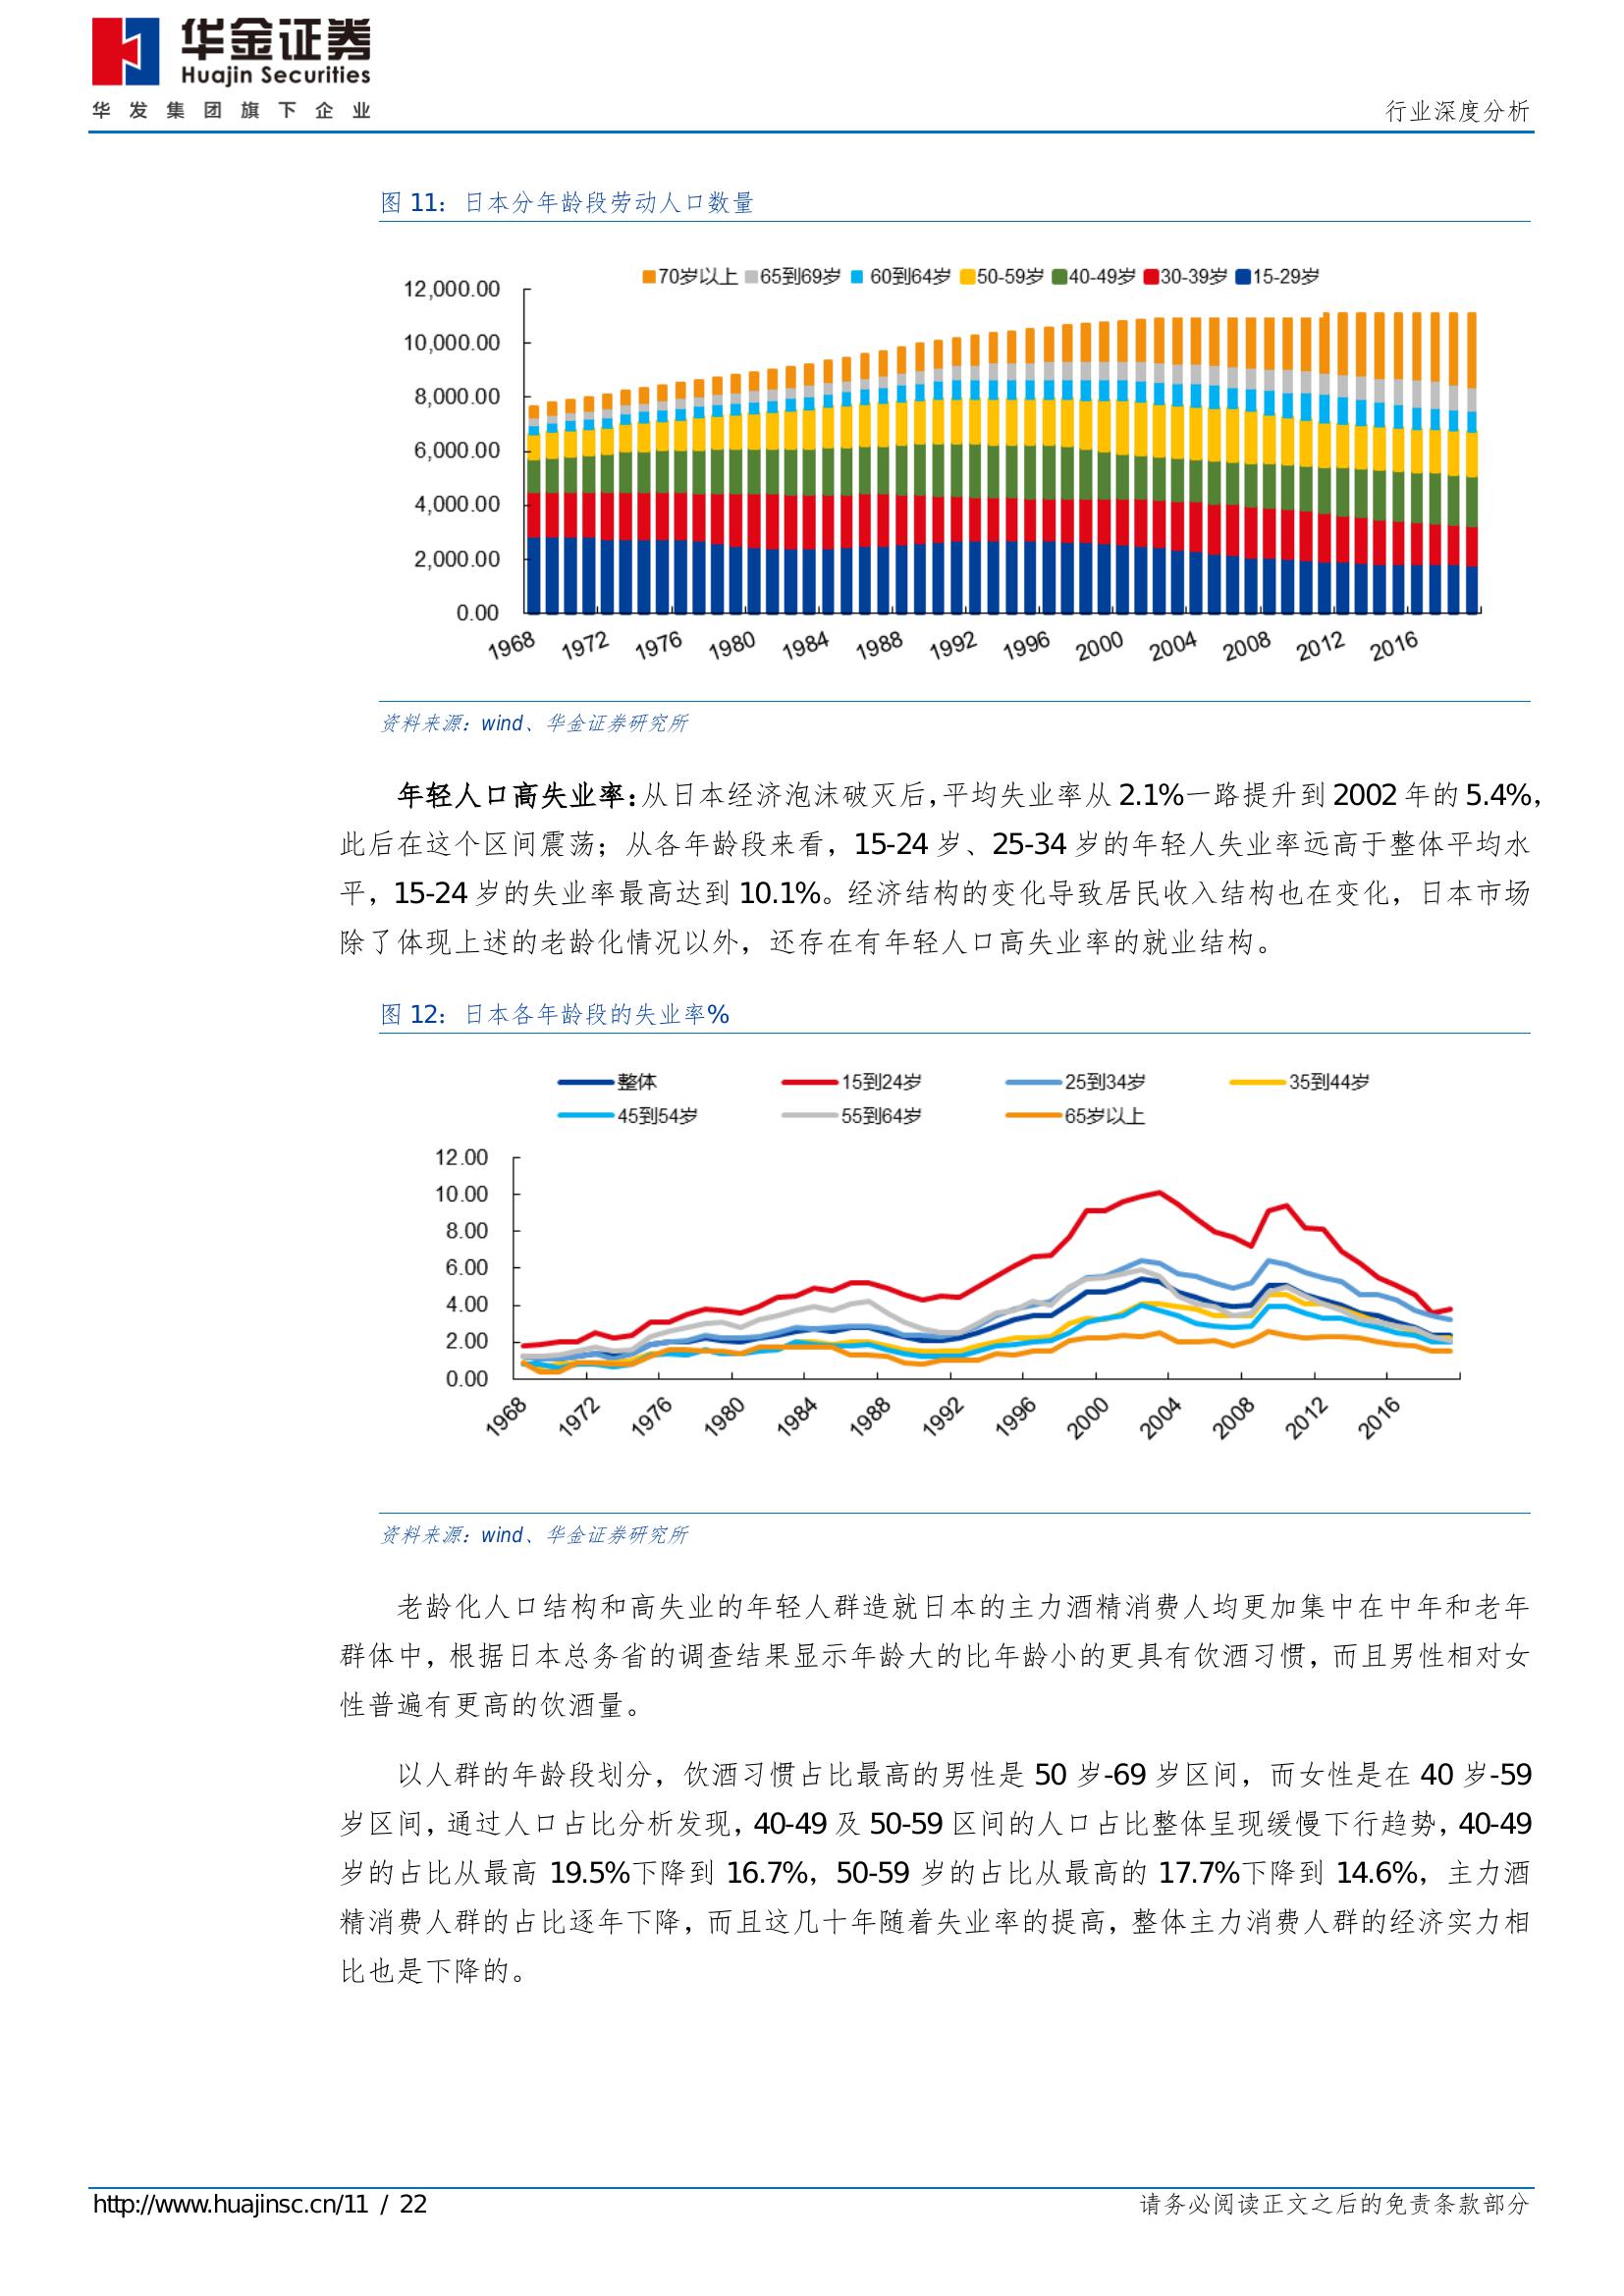 华金证券
Huajin Securities
华发集团旗下企业
行业深度分析
图 11：日本分年龄段劳动人口数量
70岁以上 65到69岁 60到64岁 50-59岁 40-49岁 30-39岁 15-29岁
12,000.00
10,000.00
8,000.00
6,000.00
4,000.00
2,000.00
0.00
1968 1972 1976 1980 1984 1988 1992 1996 2000 2004 2008 2012 2016
资料来源：wind、华金证券研究所
年轻人口高失业率：从日本经济泡沫破灭后，平均失业率从 2.1%一路提升到 2002 年的 5.4%，
此后在这个区间震荡；从各年龄段来看，15-24 岁、25-34 岁的年轻人失业率远高于整体平均水
平，15-24 岁的失业率最高达到 10.1%。经济结构的变化导致居民收入结构也在变化，日本市场
除了体现上述的老龄化情况以外，还存在有年轻人口高失业率的就业结构。
图 12：日本各年龄段的失业率%
整体 15到24岁 25到34岁 35到44岁
45到54岁 55到64岁 65岁以上
12.00
10.00
8.00
6.00
4.00
2.00
0.00
1968 1972 1976 1980 1984 1988 1992 1996 2000 2004 2008 2012 2016
资料来源：wind、华金证券研究所
老龄化人口结构和高失业的年轻人群造就日本的主力酒精消费人均更加集中在中年和老年
群体中，根据日本总务省的调查结果显示年龄大的比年龄小的更具有饮酒习惯，而且男性相对女
性普遍有更高的饮酒量。
以人群的年龄段划分，饮酒习惯占比最高的男性是 50 岁-69 岁区间，而女性是在 40 岁-59
岁区间，通过人口占比分析发现，40-49 及 50-59 区间的人口占比整体呈现缓慢下行趋势，40-49
岁的占比从最高 19.5%下降到 16.7%，50-59 岁的占比从最高的 17.7%下降到 14.6%，主力酒
精消费人群的占比逐年下降，而且这几十年随着失业率的提高，整体主力消费人群的经济实力相
比也是下降的。
http://www.huajinsc.cn/11 / 22
请务必阅读正文之后的免责条款部分